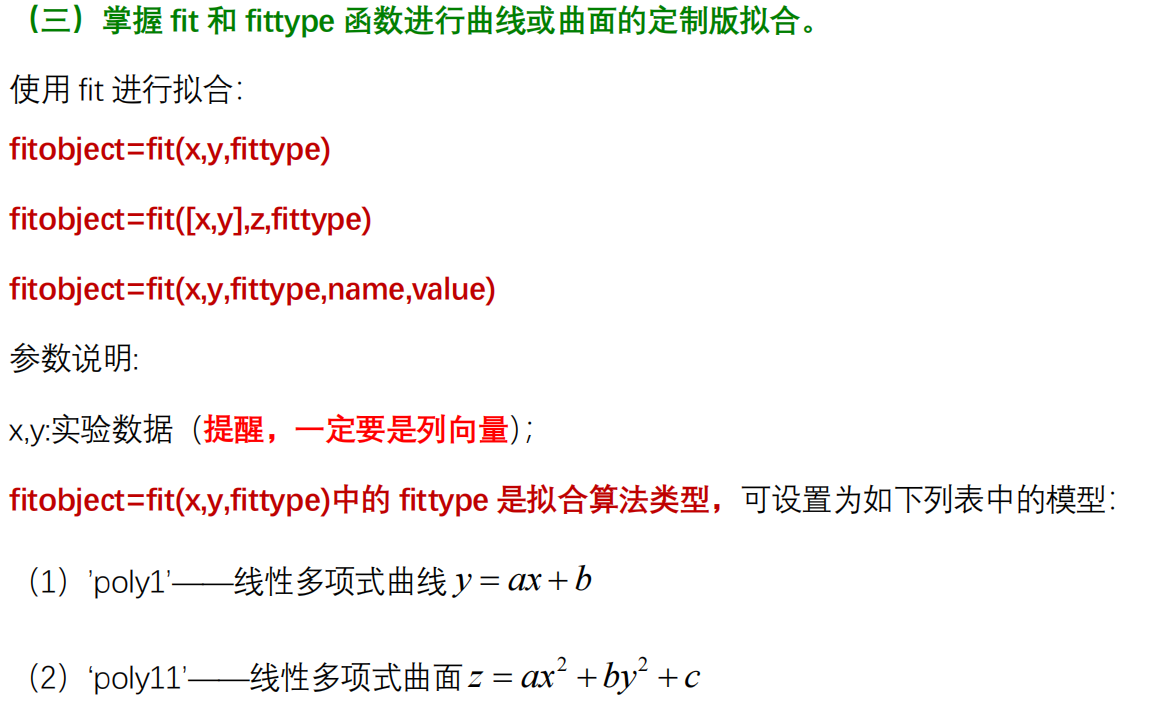 （三）掌握 fit 和 fittype 函数进行曲线或曲面的定制版拟合。
使用 fit 进行拟合：
fitobject=fit(x,y,fittype)
fitobject=fit([x,y],z,fittype)
fitobject=fit(x,y,fittype,name,value)
参数说明:
x,y:实验数据（提醒，一定要是列向量）;
fitobject=fit(x,y,fittype)中的 fittype 是拟合算法类型，可设置为如下列表中的模型：
（1）’poly1’——线性多项式曲线 y = ax + b
（2）‘poly11’——线性多项式曲面 z = ax² + by² + c